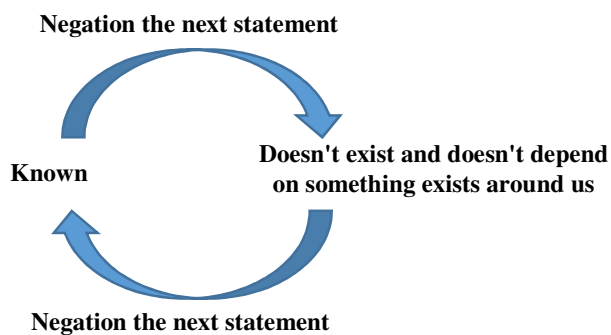 Negation the next statement
Known
Doesn't exist and doesn't depend
on something exists around us
Negation the next statement